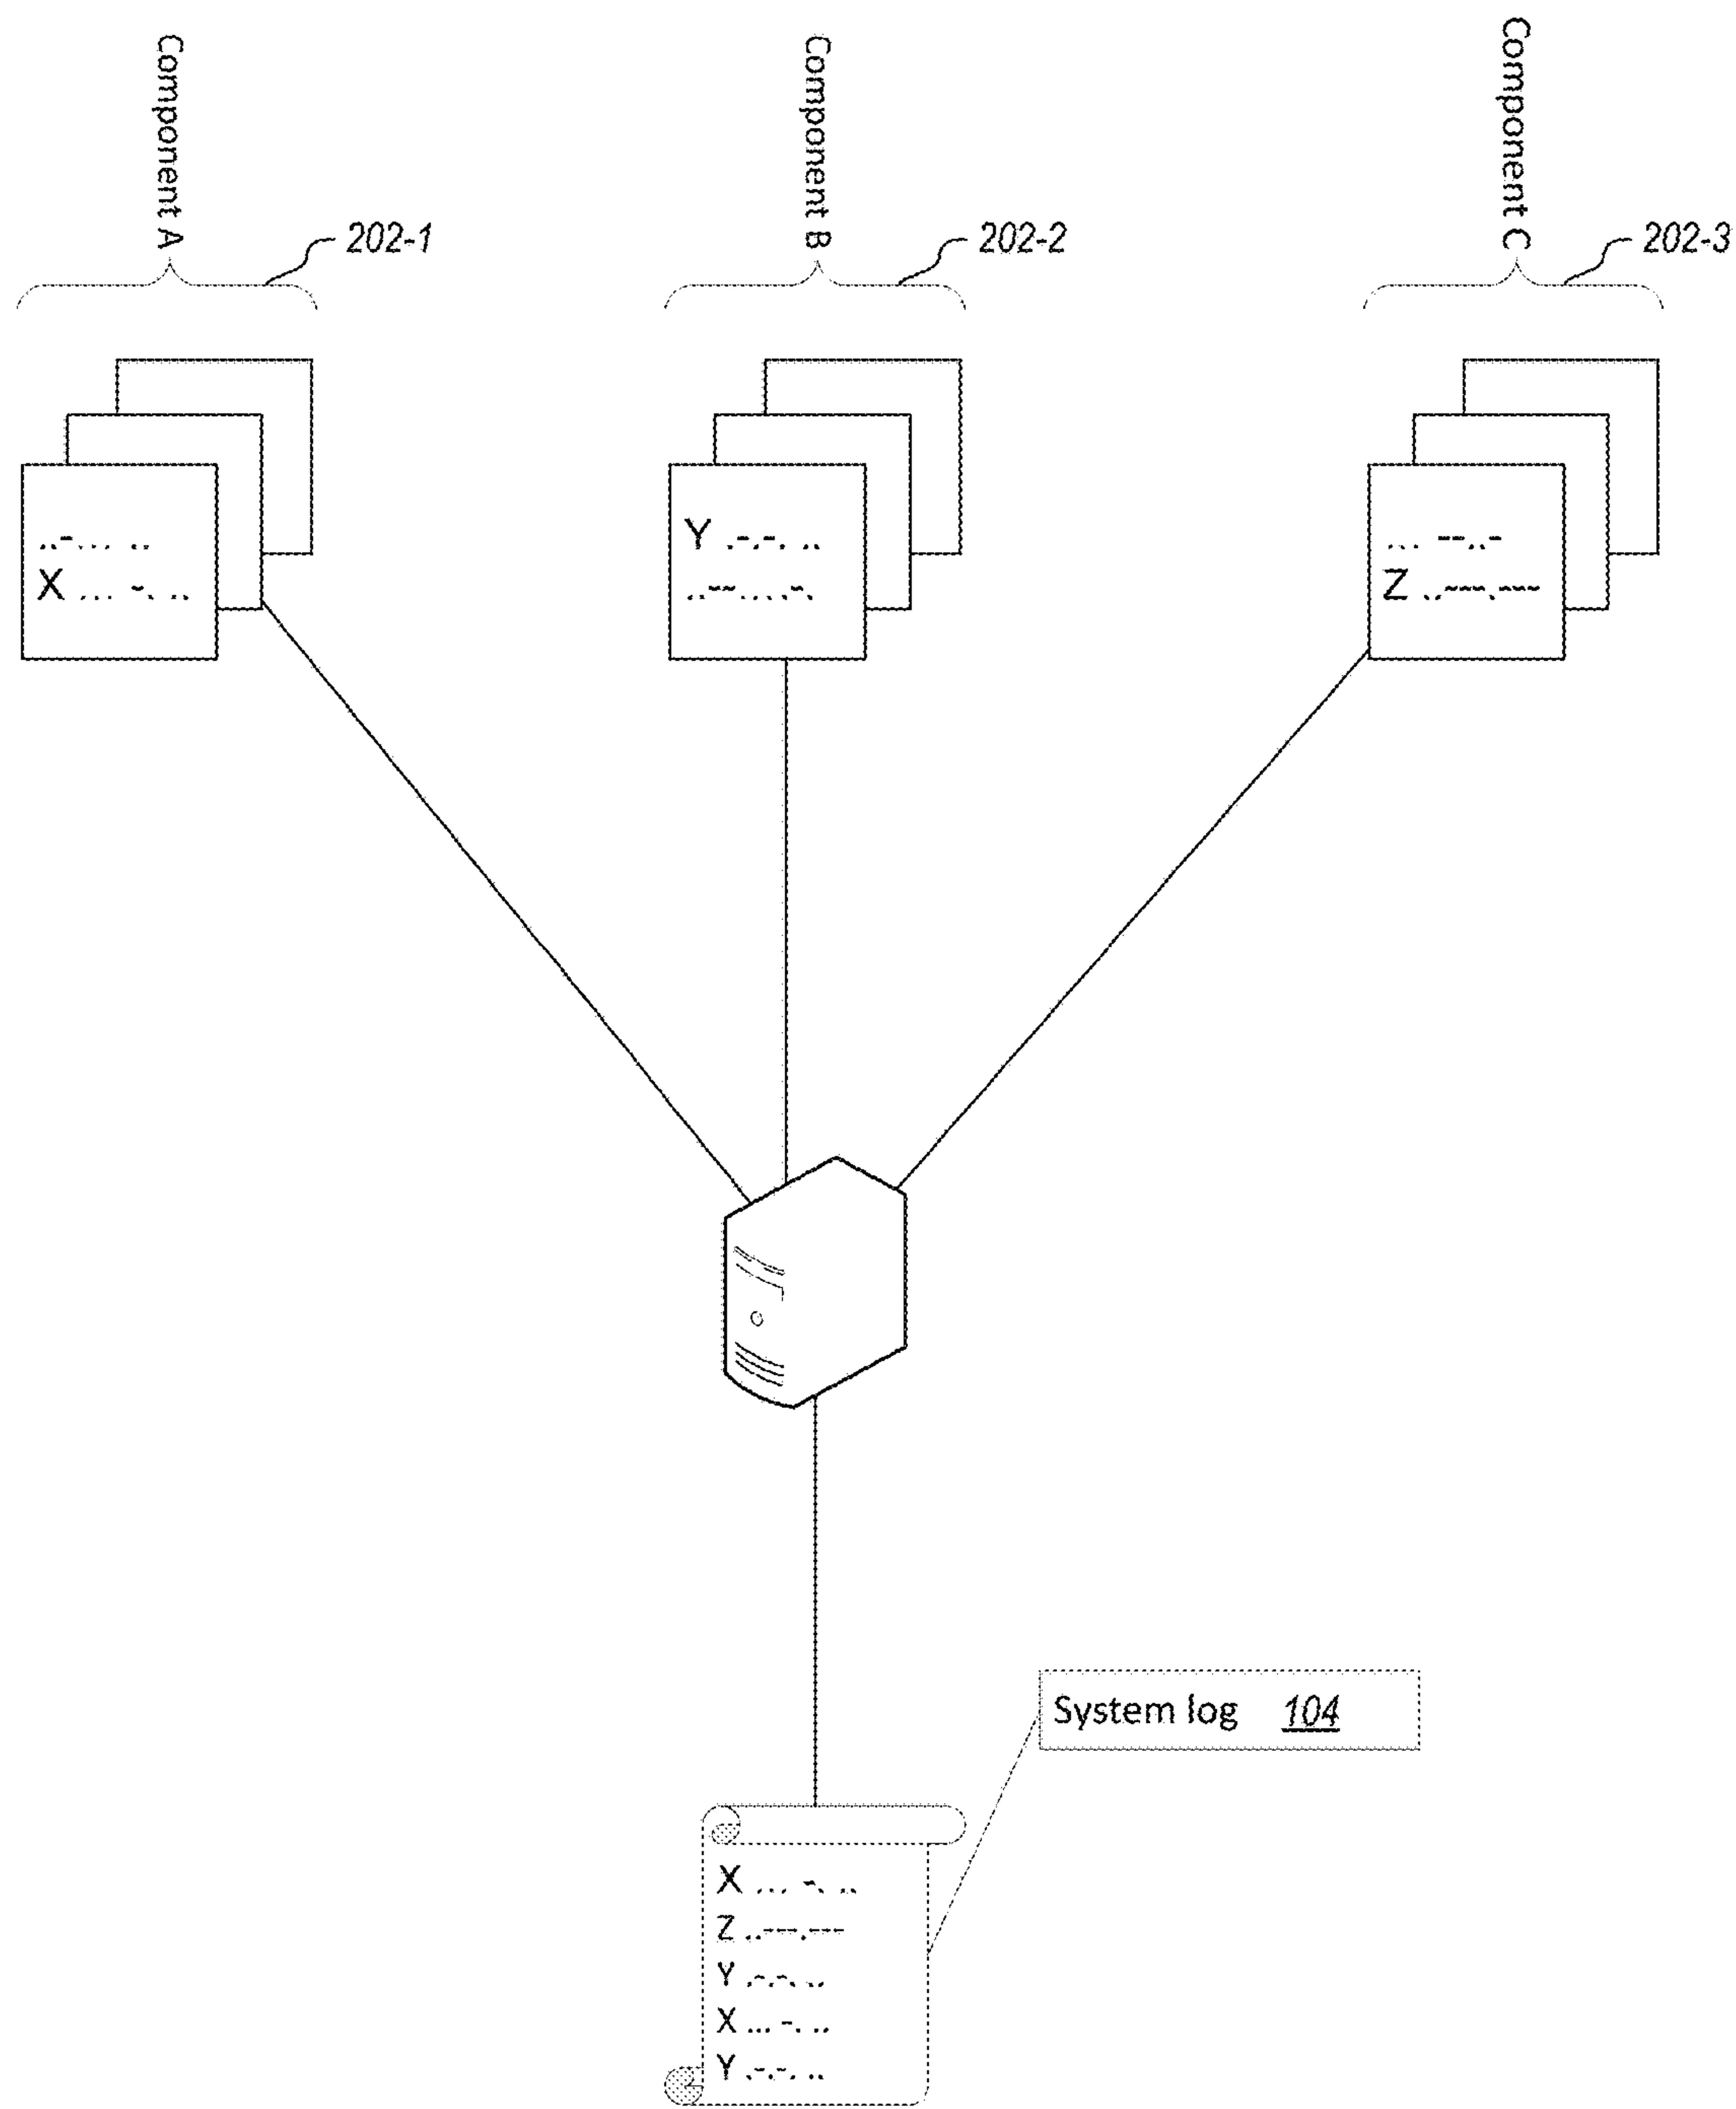 Component A
202-1
Component B
202-2
Component C
202-3
X
Y
Z
System log 104
X
Z
Y
X
Y